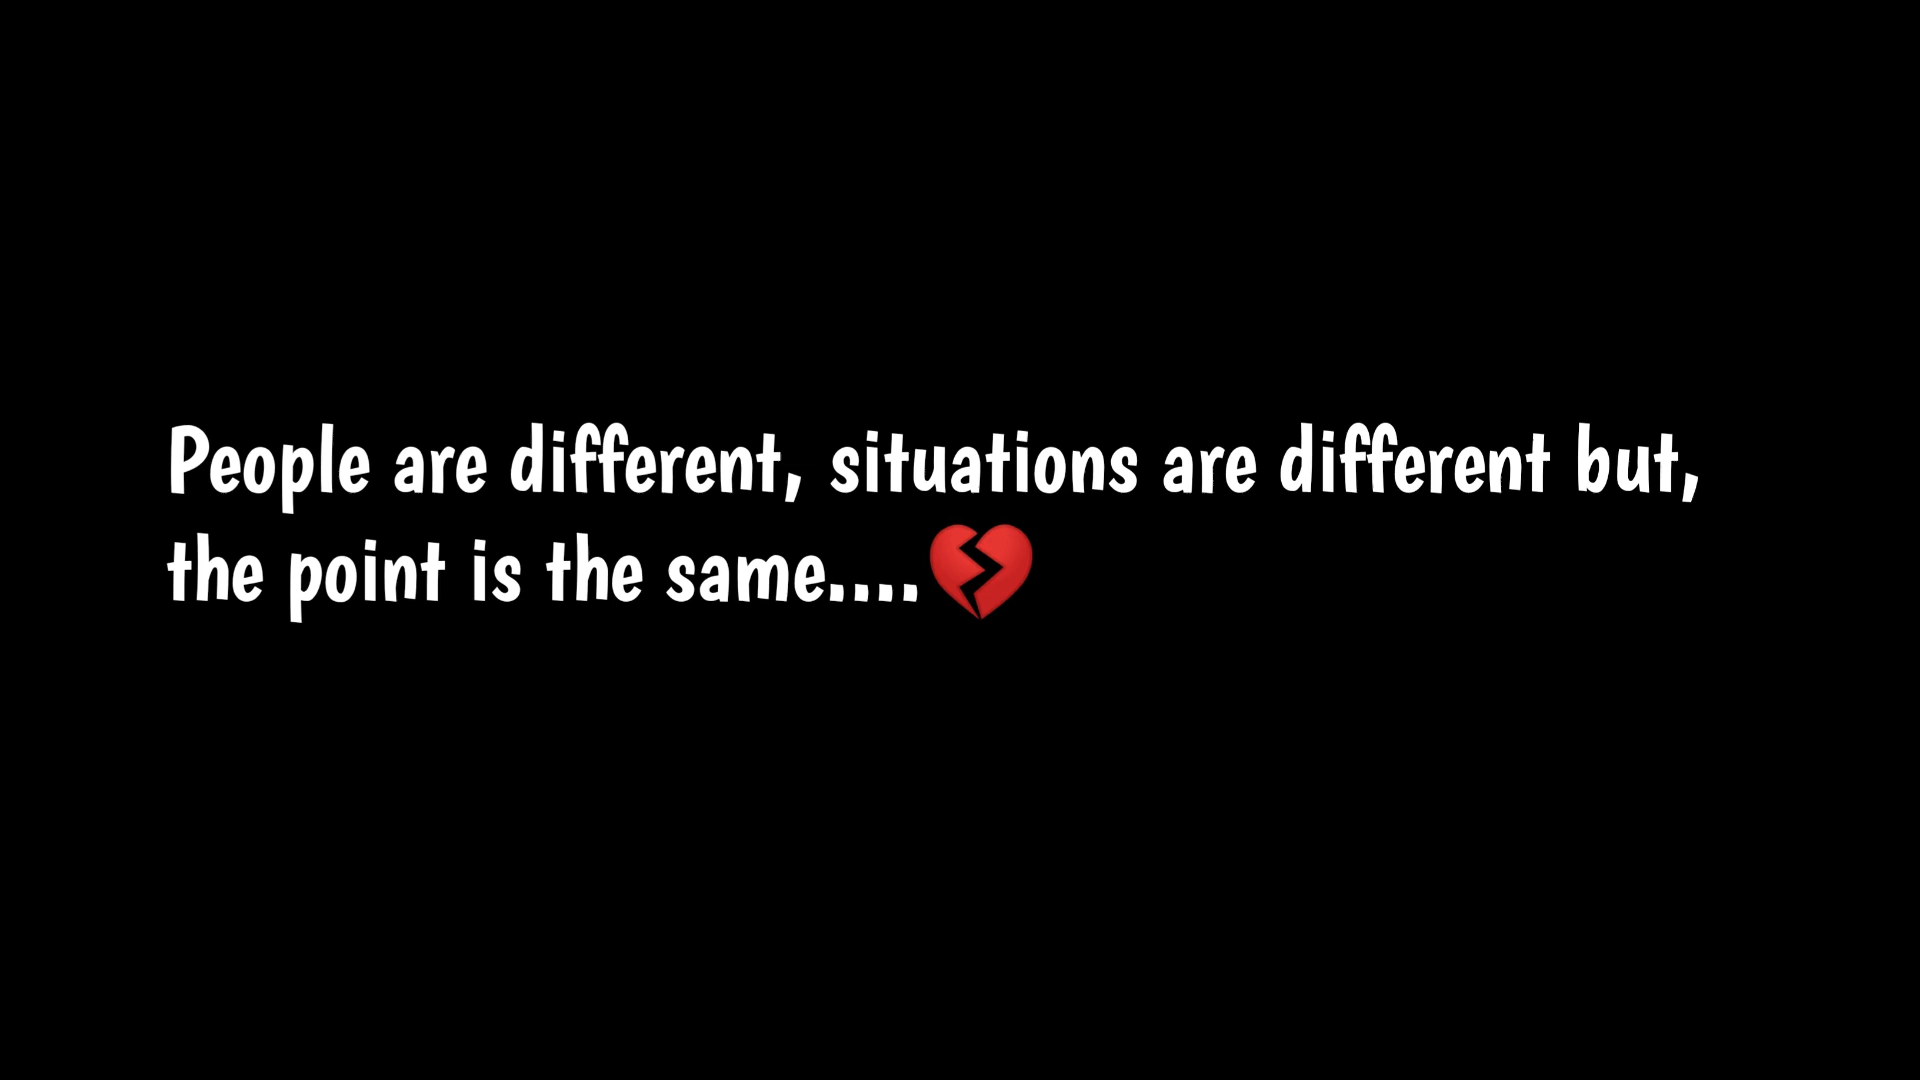 People are different, situations are different but,
the point is the same....💔